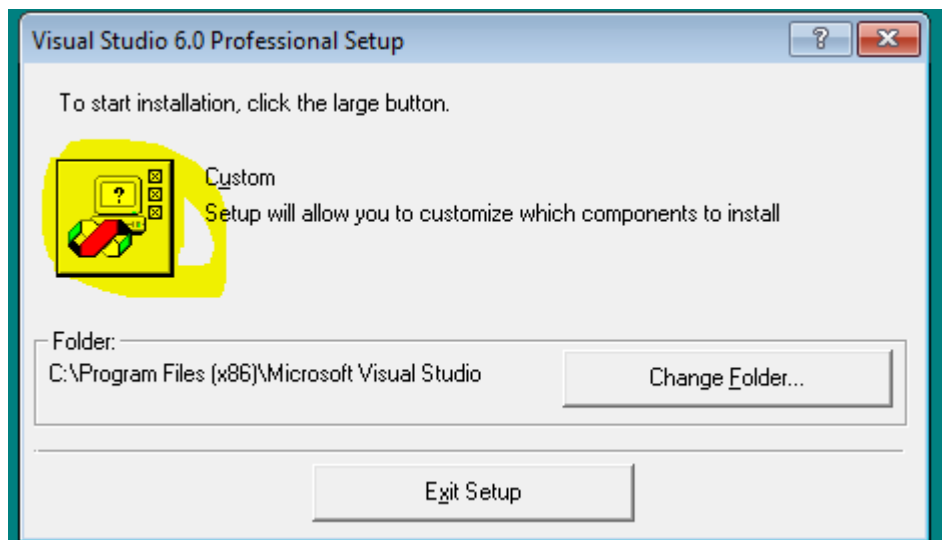 Visual Studio 6.0 Professional Setup
?
To start installation, click the large button.
?
Custom
Setup will allow you to customize which components to install
Folder:
C:\Program Files (x86)\Microsoft Visual Studio
Change Folder...
Exit Setup